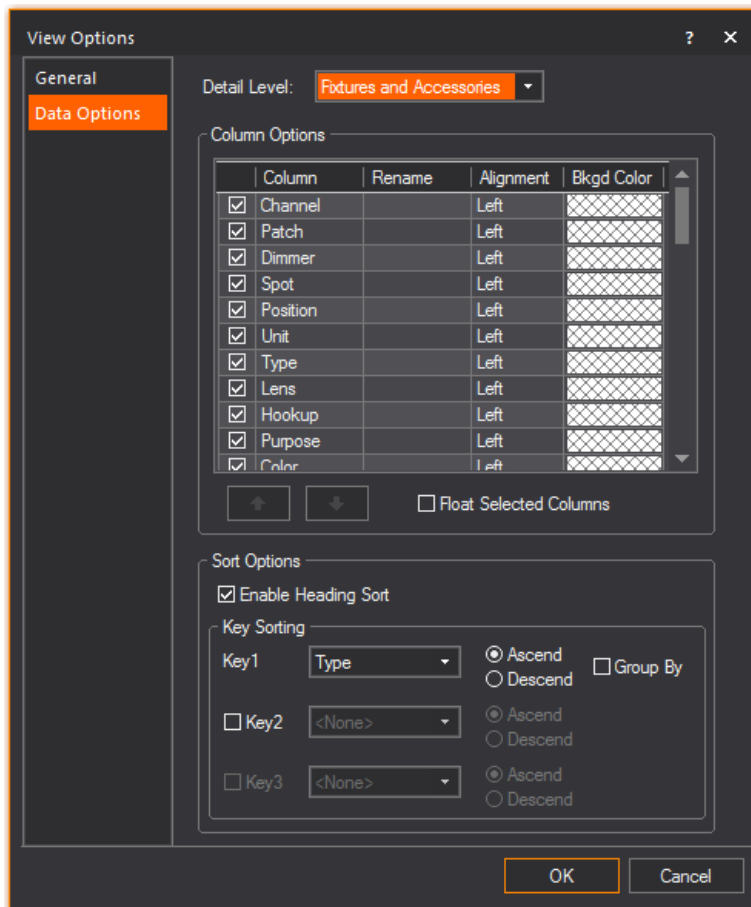 View Options ? ✕
General
Data Options
Detail Level: Fixtures and Accessories
Column Options
Column Rename Alignment Bkgd Color
Channel Left
Patch Left
Dimmer Left
Spot Left
Position Left
Unit Left
Type Left
Lens Left
Hookup Left
Purpose Left
Color Left
Float Selected Columns
Sort Options
Enable Heading Sort
Key Sorting
Key1 Type Ascend Group By
Descend
Key2 <None> Ascend
Descend
Key3 <None> Ascend
Descend
OK Cancel